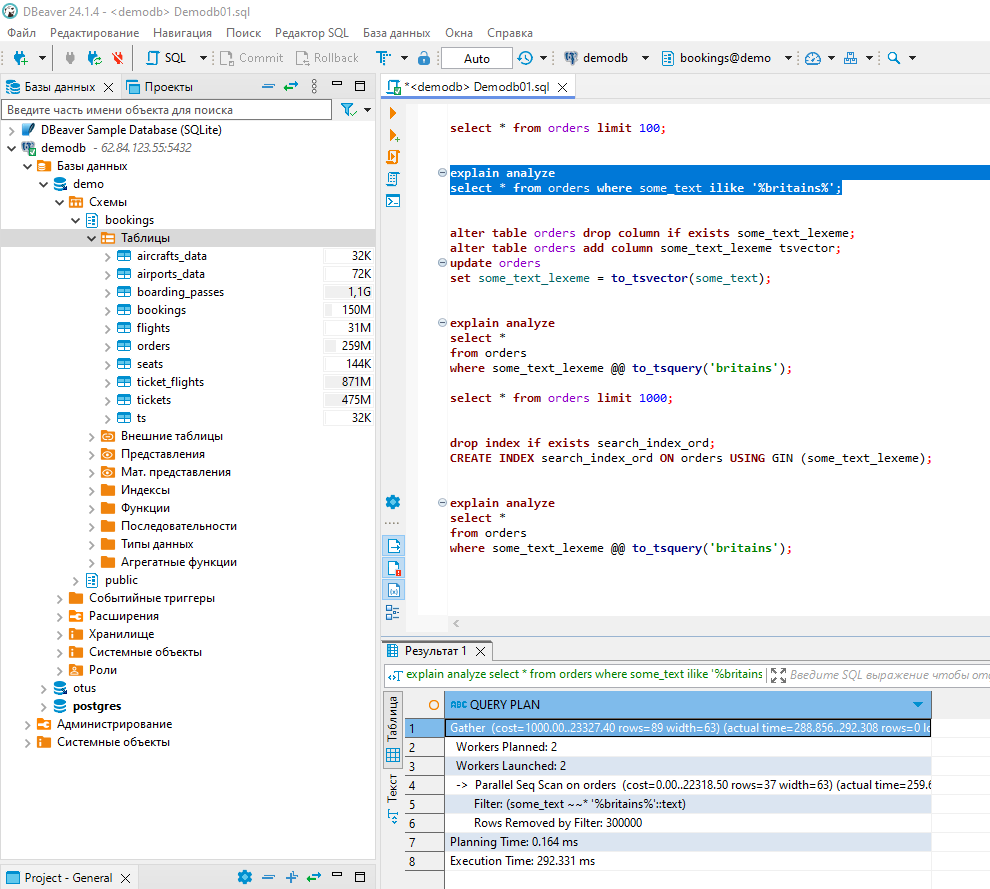 DBeaver 24.1.4 - <demodb> Demodb01.sql
Файл Редактирование Навигация Поиск Редактор SQL База данных Окна Справка
SQL Commit Rollback T Auto demodb bookings@demo
Базы данных Проекты
Введите часть имени объекта для поиска
DBeaver Sample Database (SQLite)
demodb - 62.84.123.55:5432
Базы данных
demo
Схемы
bookings
Таблицы
aircrafts_data 32K
airports_data 72K
boarding_passes 1,1G
bookings 150M
flights 31M
orders 259M
seats 144K
ticket_flights 871M
tickets 475M
ts 32K
Внешние таблицы
Представления
Мат. представления
Индексы
Функции
Последовательности
Типы данных
Агрегатные функции
public
Событийные триггеры
Расширения
Хранилище
Системные объекты
Роли
otus
postgres
Администрирование
Системные объекты
Project - General
*<demodb> Demodb01.sql
select * from orders limit 100;
explain analyze
select * from orders where some_text ilike '%britains%';
alter table orders drop column if exists some_text_lexeme;
alter table orders add column some_text_lexeme tsvector;
update orders
set some_text_lexeme = to_tsvector(some_text);
explain analyze
select *
from orders
where some_text_lexeme @@ to_tsquery('britains');
select * from orders limit 1000;
drop index if exists search_index_ord;
CREATE INDEX search_index_ord ON orders USING GIN (some_text_lexeme);
explain analyze
select *
from orders
where some_text_lexeme @@ to_tsquery('britains');
Результат 1
explain analyze select * from orders where some_text ilike '%britains Введите SQL выражение чтобы от
Таблица
Текст
ABC QUERY PLAN
1 Gather (cost=1000.00..23327.40 rows=89 width=63) (actual time=288.856..292.308 rows=0 lo
2 Workers Planned: 2
3 Workers Launched: 2
4 -> Parallel Seq Scan on orders (cost=0.00..22318.50 rows=37 width=63) (actual time=259.6
5 Filter: (some_text ~~* '%britains%'::text)
6 Rows Removed by Filter: 300000
7 Planning Time: 0.164 ms
8 Execution Time: 292.331 ms